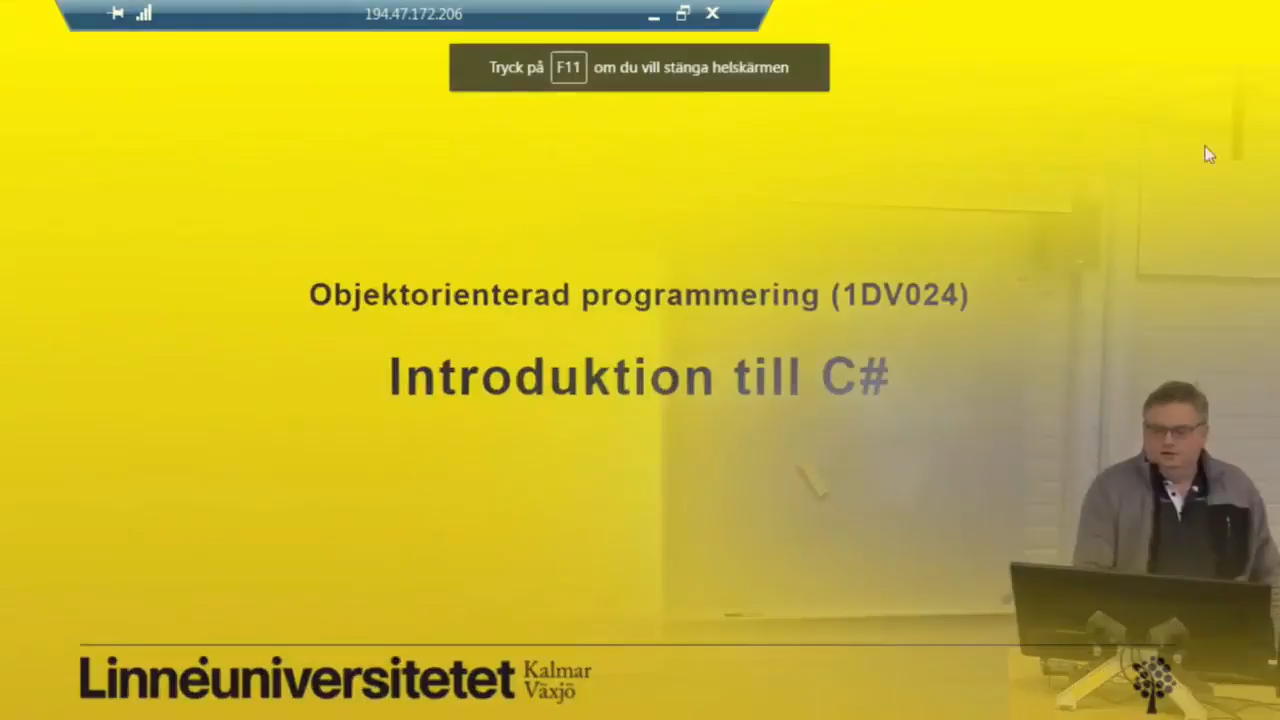 194.47.172.206
Tryck på F11 om du vill stänga helskärmen
Objektorienterad programmering (1DV024)
Introduktion till C#
Linnéuniversitetet
Kalmar
Växjö